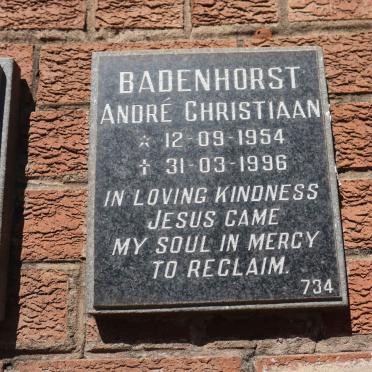 BADENHORST
ANDRÉ CHRISTIAAN
☆ 12-09-1954
✝ 31-03-1996
IN LOVING KINDNESS
JESUS CAME
MY SOUL IN MERCY
TO RECLAIM.
734